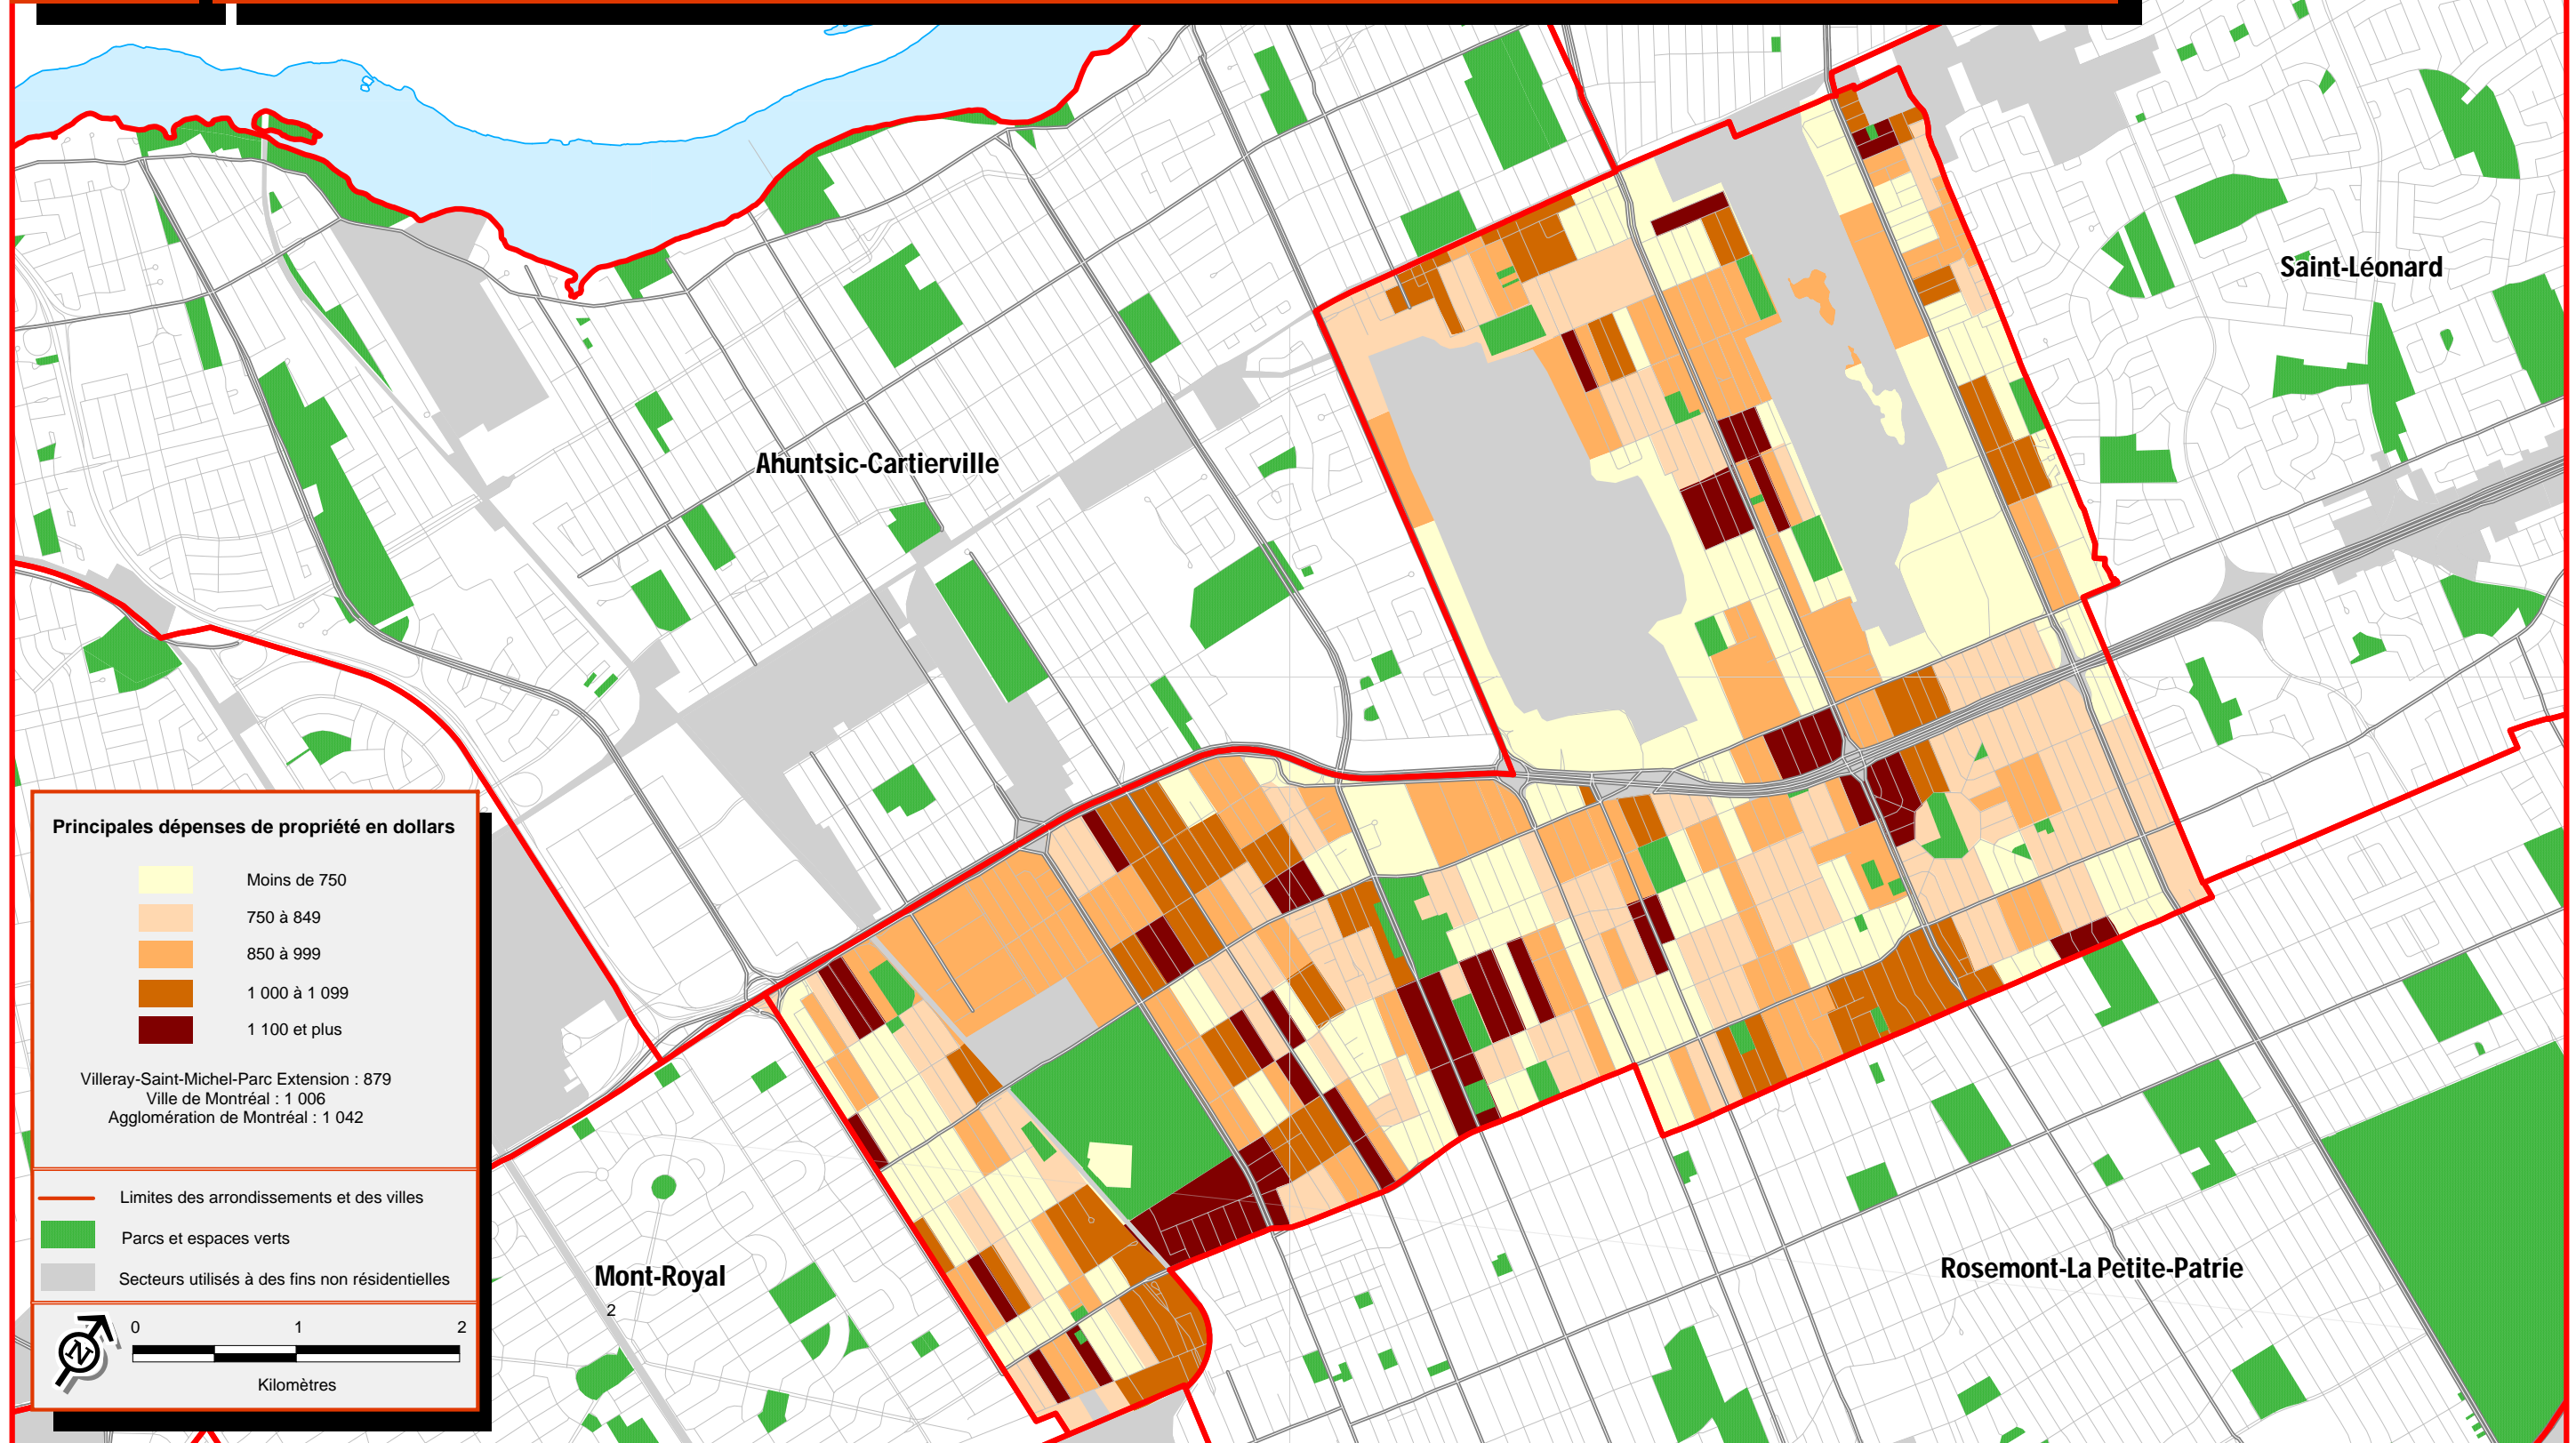 Saint-Léonard
Ahuntsic-Cartierville
Principales dépenses de propriété en dollars
Moins de 750
750 à 849
850 à 999
1 000 à 1 099
1 100 et plus
Villeray-Saint-Michel-Parc Extension : 879
Ville de Montréal : 1 006
Agglomération de Montréal : 1 042
Limites des arrondissements et des villes
Parcs et espaces verts
Secteurs utilisés à des fins non résidentielles
Mont-Royal
Rosemont-La Petite-Patrie
2
N
0 1 2
Kilomètres